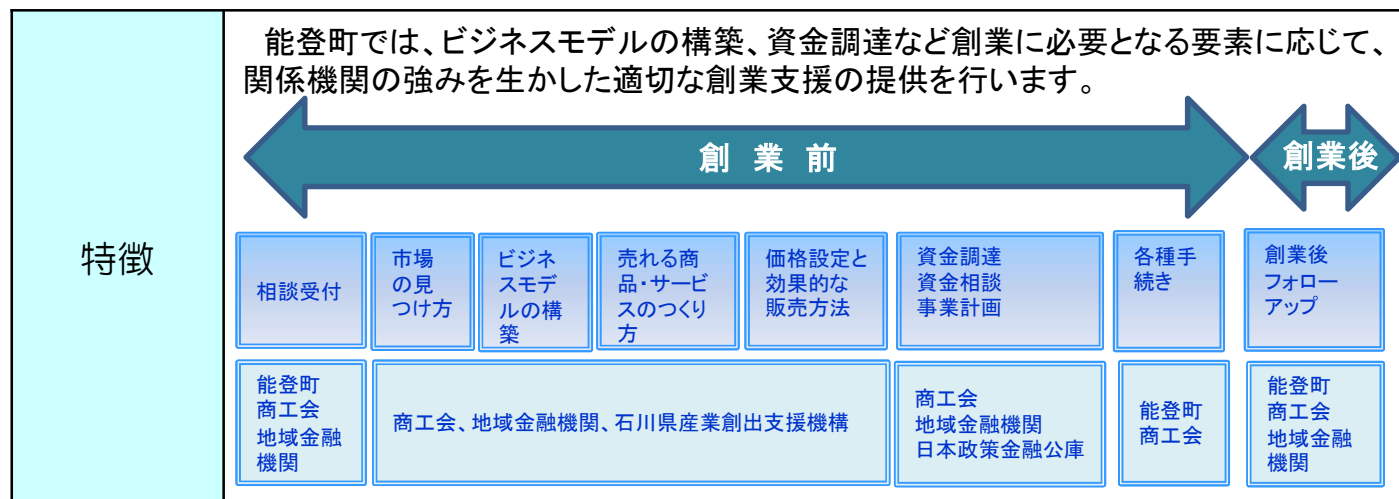 特徴
能登町では、ビジネスモデルの構築、資金調達など創業に必要となる要素に応じて、
関係機関の強みを生かした適切な創業支援の提供を行います。
創 業 前
創業後
相談受付
市場
の見
つけ方
ビジネ
スモデ
ルの構
築
売れる商
品・サービ
スのつくり
方
価格設定と
効果的な
販売方法
資金調達
資金相談
事業計画
各種手
続き
創業後
フォロー
アップ
能登町
商工会
地域金融
機関
商工会、地域金融機関、石川県産業創出支援機構
商工会
地域金融機関
日本政策金融公庫
能登町
商工会
能登町
商工会
地域金融
機関